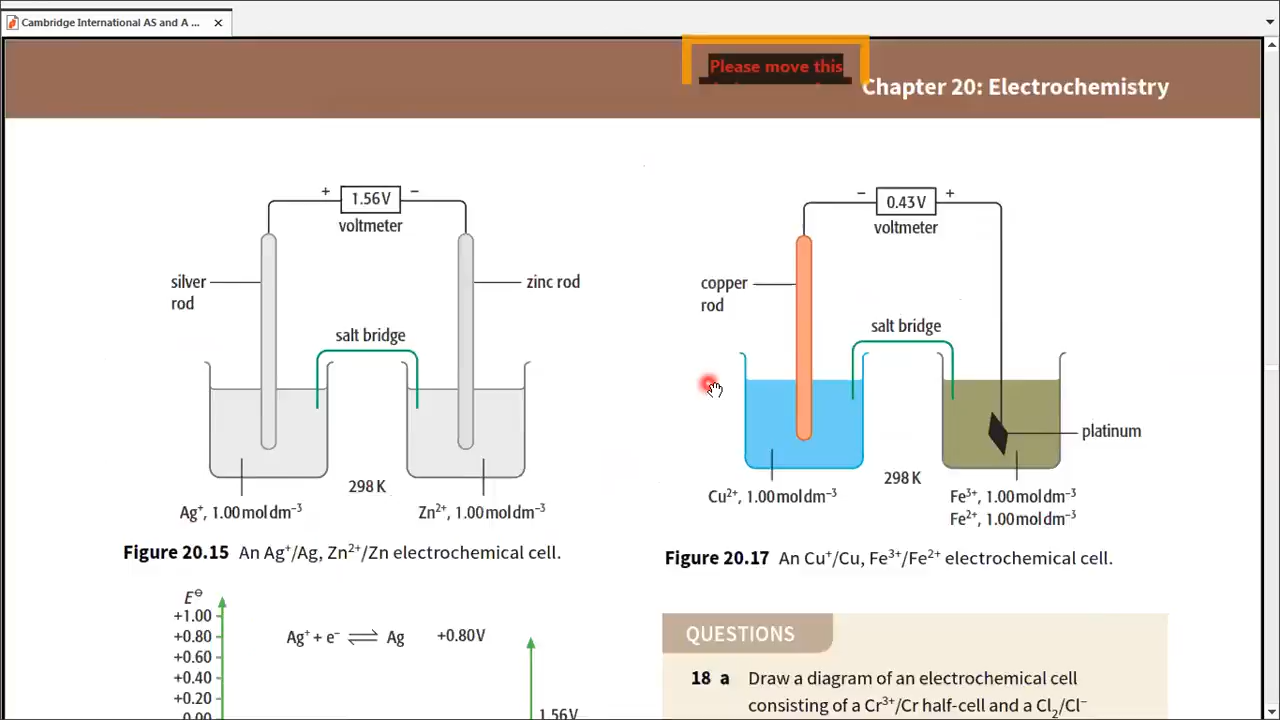 Cambridge International AS and A ...
Please move this
Chapter 20: Electrochemistry
+ 1.56 V −
voltmeter
silver
rod
zinc rod
salt bridge
298 K
Ag⁺, 1.00 mol dm⁻³
Zn²⁺, 1.00 mol dm⁻³
Figure 20.15 An Ag⁺/Ag, Zn²⁺/Zn electrochemical cell.
E⦵
+1.00
+0.80
+0.60
+0.40
+0.20
0.00
Ag⁺ + e⁻ ⇌ Ag +0.80V
1.56V
− 0.43 V +
voltmeter
copper
rod
salt bridge
platinum
298 K
Cu²⁺, 1.00 mol dm⁻³
Fe³⁺, 1.00 mol dm⁻³
Fe²⁺, 1.00 mol dm⁻³
Figure 20.17 An Cu⁺/Cu, Fe³⁺/Fe²⁺ electrochemical cell.
QUESTIONS
18 a Draw a diagram of an electrochemical cell
consisting of a Cr³⁺/Cr half-cell and a Cl₂/Cl⁻